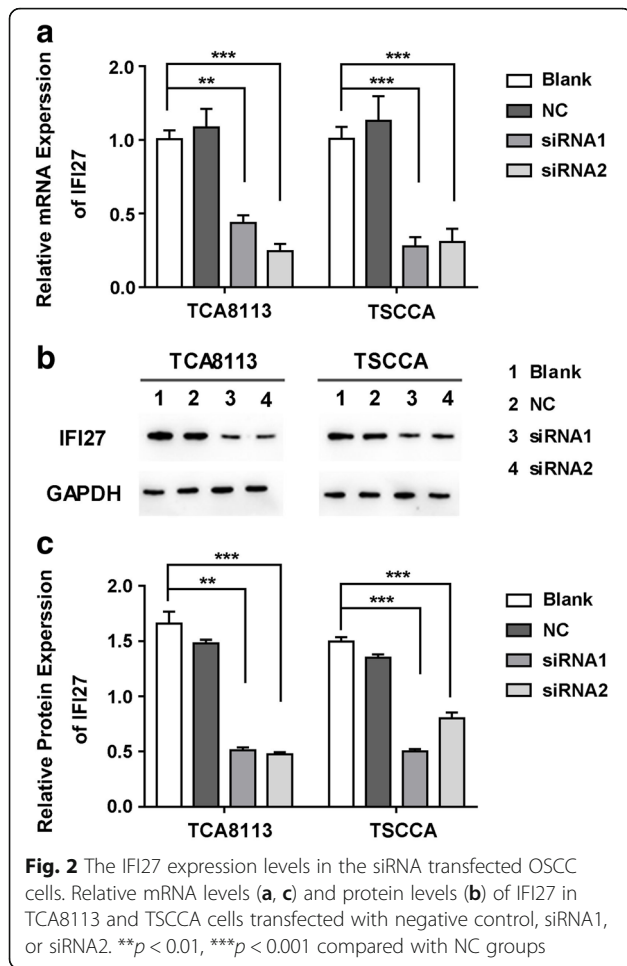 a
Relative mRNA Experssion
of IFI27
2.0
1.0
0.5
0.0
** *** *** ***
TCA8113 TSCCA
Blank
NC
siRNA1
siRNA2
b
TCA8113 TSCCA
1 2 3 4 1 2 3 4
IFI27
GAPDH
1 Blank
2 NC
3 siRNA1
4 siRNA2
c
Relative Protein Experssion
of IFI27
2.0
1.5
1.0
0.5
0.0
*** ** *** ***
TCA8113 TSCCA
Blank
NC
siRNA1
siRNA2
Fig. 2 The IFI27 expression levels in the siRNA transfected OSCC
cells. Relative mRNA levels (a, c) and protein levels (b) of IFI27 in
TCA8113 and TSCCA cells transfected with negative control, siRNA1,
or siRNA2. **p < 0.01, ***p < 0.001 compared with NC groups